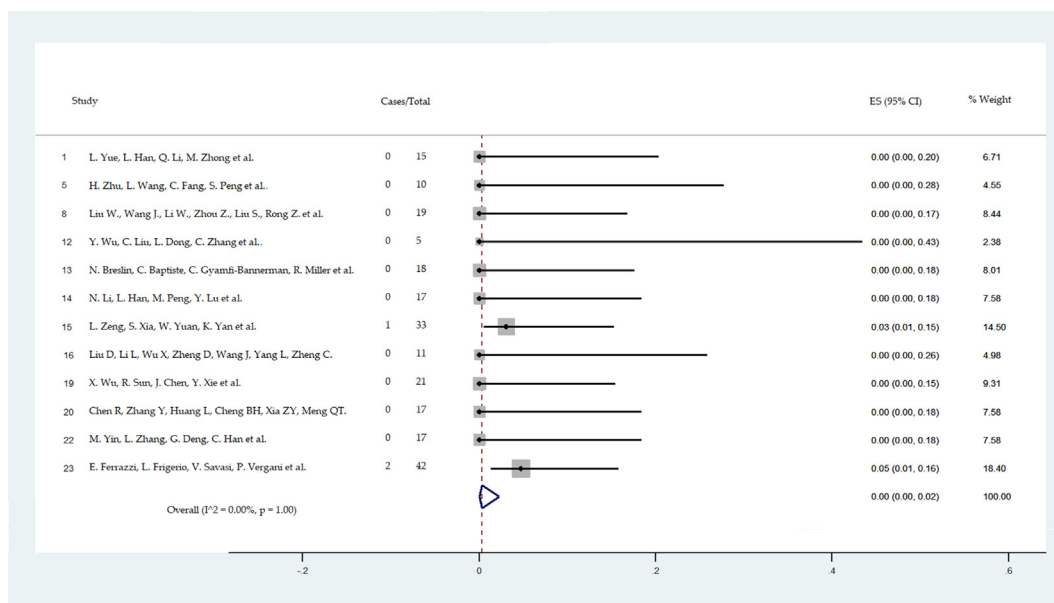 Study Cases/Total ES (95% CI) % Weight
1 L. Yue, L. Han, Q. Li, M. Zhong et al. 0 15 0.00 (0.00, 0.20) 6.71
5 H. Zhu, L. Wang, C. Fang, S. Peng et al.. 0 10 0.00 (0.00, 0.28) 4.55
8 Liu W., Wang J., Li W., Zhou Z., Liu S., Rong Z. et al. 0 19 0.00 (0.00, 0.17) 8.44
12 Y. Wu, C. Liu, L. Dong, C. Zhang et al.. 0 5 0.00 (0.00, 0.43) 2.38
13 N. Breslin, C. Baptiste, C. Gyamfi-Bannerman, R. Miller et al. 0 18 0.00 (0.00, 0.18) 8.01
14 N. Li, L. Han, M. Peng, Y. Lu et al. 0 17 0.00 (0.00, 0.18) 7.58
15 L. Zeng, S. Xia, W. Yuan, K. Yan et al. 1 33 0.03 (0.01, 0.15) 14.50
16 Liu D, Li L, Wu X, Zheng D, Wang J, Yang L, Zheng C. 0 11 0.00 (0.00, 0.26) 4.98
19 X. Wu, R. Sun, J. Chen, Y. Xie et al. 0 21 0.00 (0.00, 0.15) 9.31
20 Chen R, Zhang Y, Huang L, Cheng BH, Xia ZY, Meng QT. 0 17 0.00 (0.00, 0.18) 7.58
22 M. Yin, L. Zhang, G. Deng, C. Han et al. 0 17 0.00 (0.00, 0.18) 7.58
23 E. Ferrazzi, L. Frigerio, V. Savasi, P. Vergani et al. 2 42 0.05 (0.01, 0.16) 18.40
0.00 (0.00, 0.02) 100.00
Overall (I^2 = 0.00%, p = 1.00)
-.2 0 .2 .4 .6